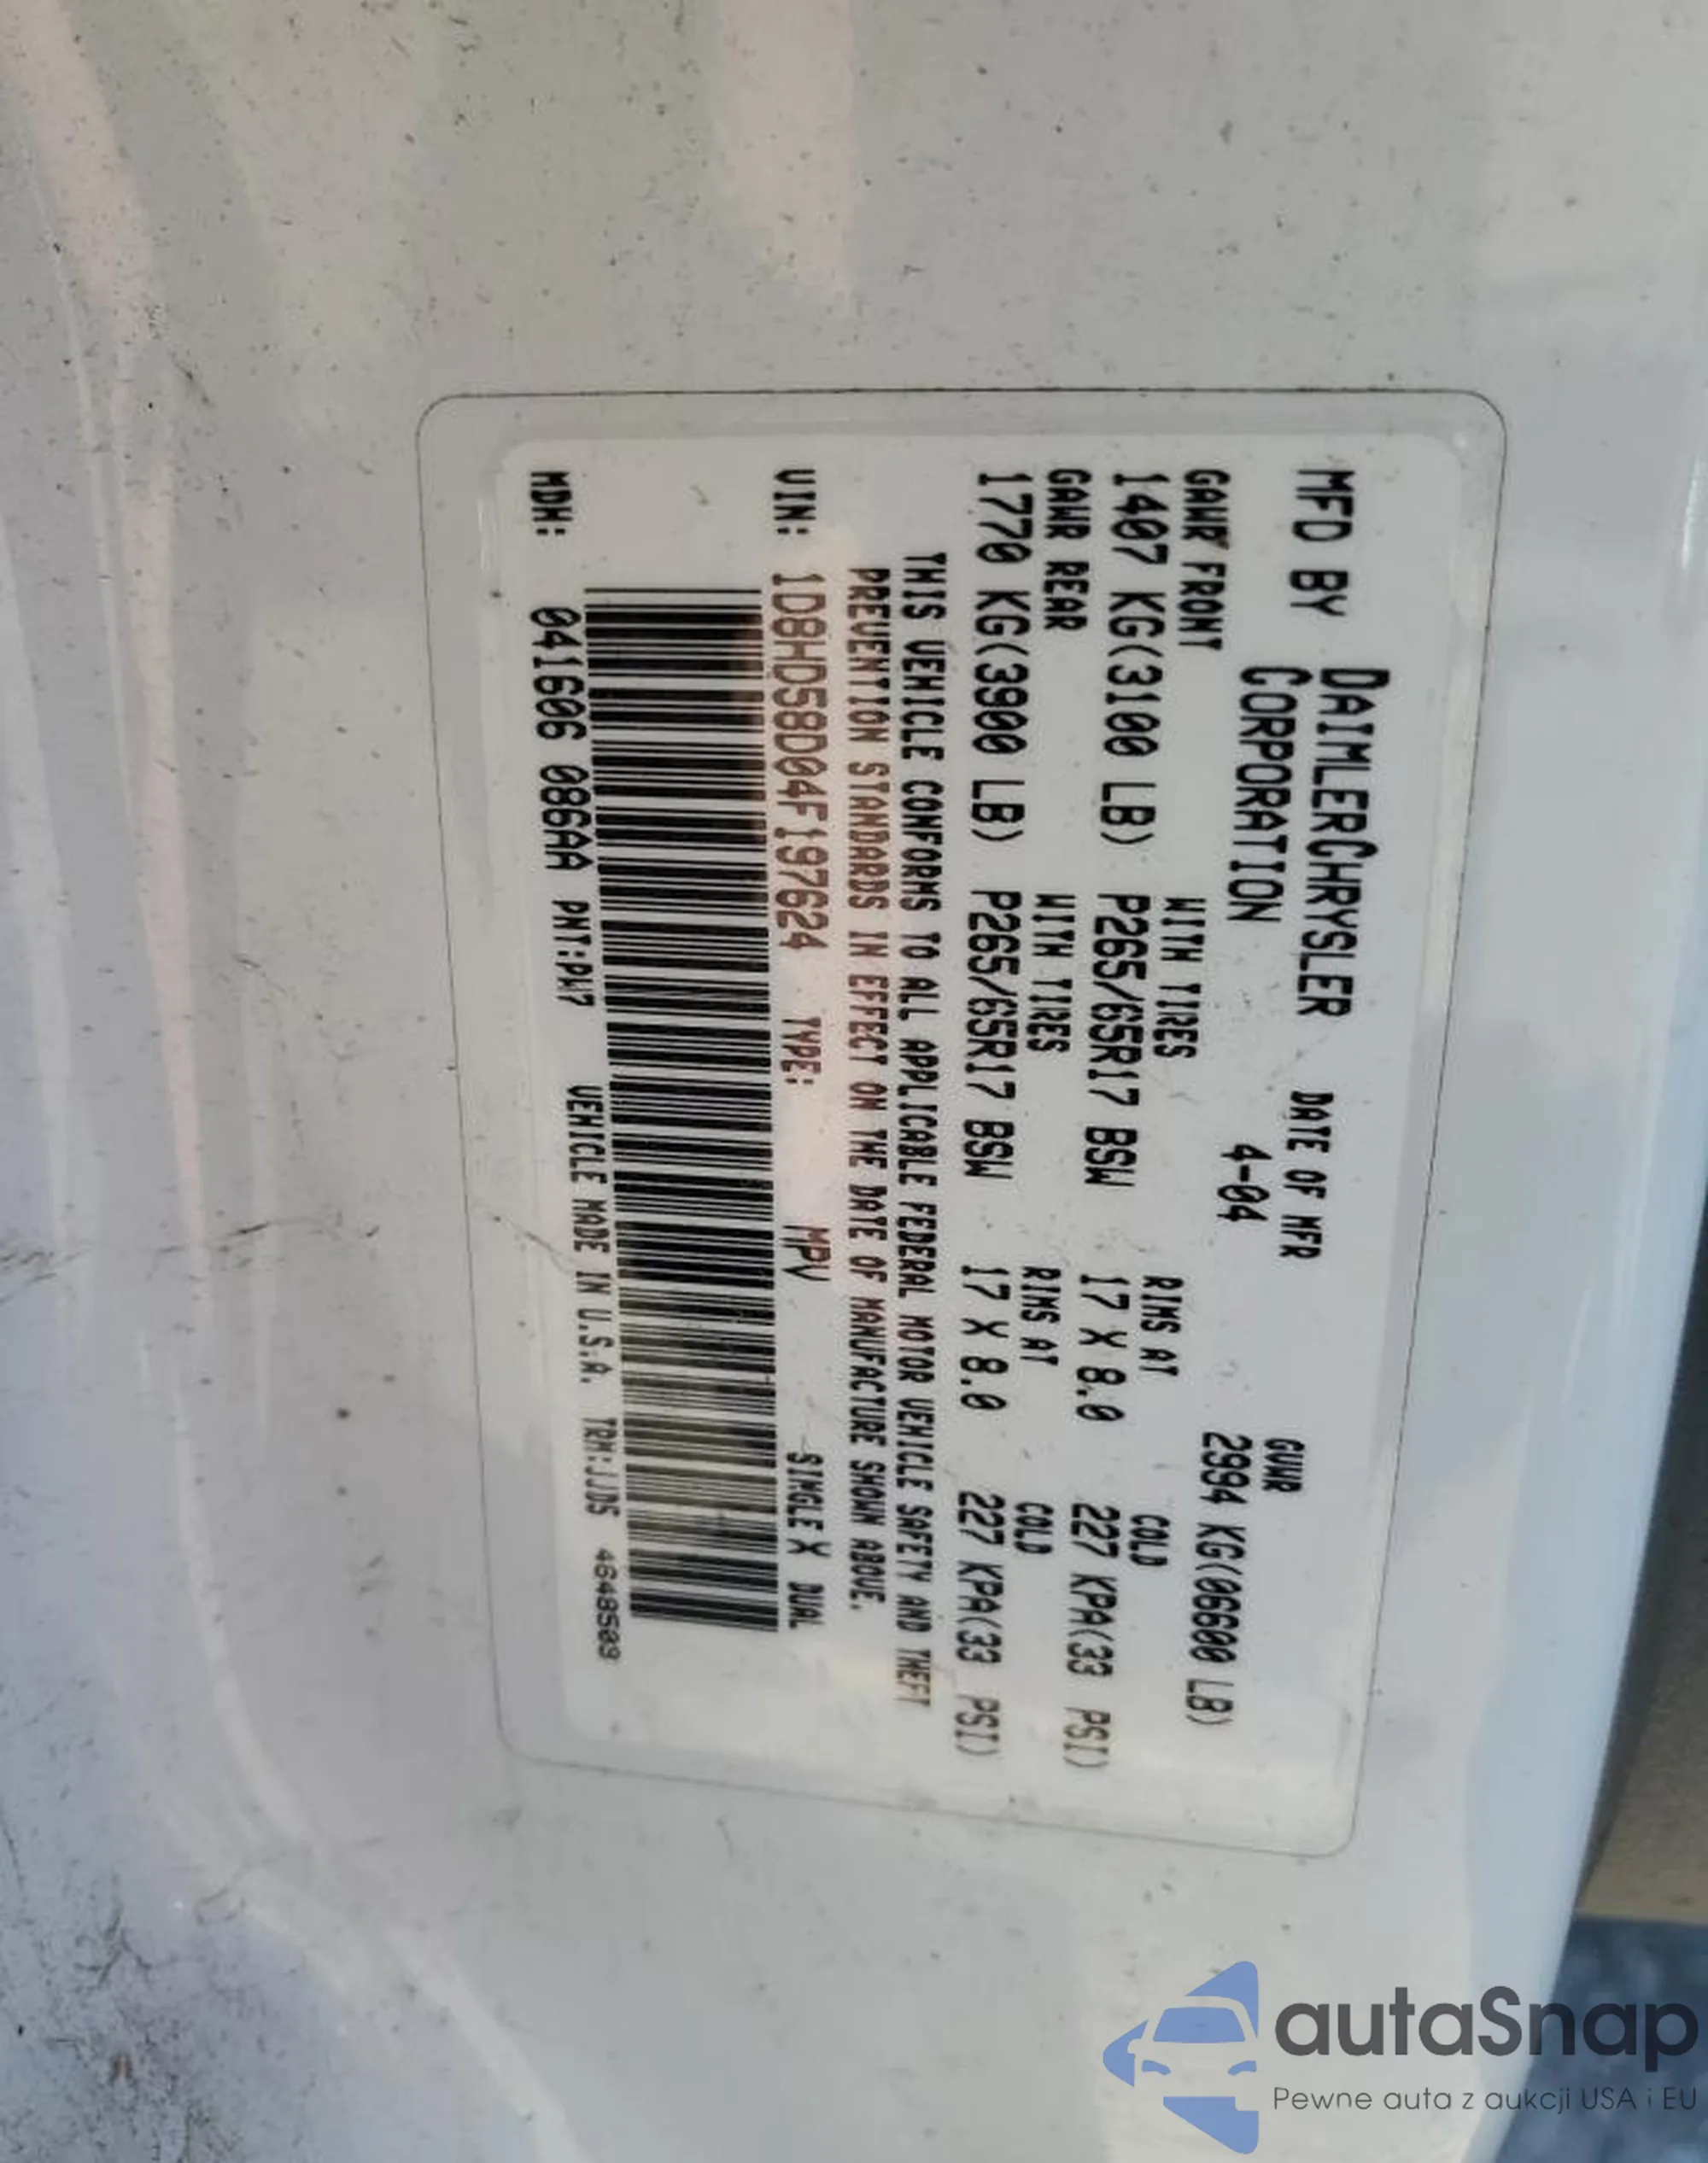 MFD BY DAIMLERCHRYSLER CORPORATION DATE OF MFR 4-04 GVWR 2994 KG(06600 LB)
GAWR FRONT WITH TIRES RIMS AT COLD
1407 KG(3100 LB) P265/65R17 BSW 17 X 8.0 227 KPA(33 PSI)
GAWR REAR WITH TIRES RIMS AT COLD
1770 KG(3900 LB) P265/65R17 BSW 17 X 8.0 227 KPA(33 PSI)
THIS VEHICLE CONFORMS TO ALL APPLICABLE FEDERAL MOTOR VEHICLE SAFETY AND THEFT
PREVENTION STANDARDS IN EFFECT ON THE DATE OF MANUFACTURE SHOWN ABOVE.
VIN: 1D8HD58D04F197624 TYPE: MPV SINGLE X DUAL
MDH: 041606 086AA PNT:PW7 VEHICLE MADE IN U.S.A. TRM:JJD5 4648509
autaSnap
Pewne auta z aukcji USA i EU